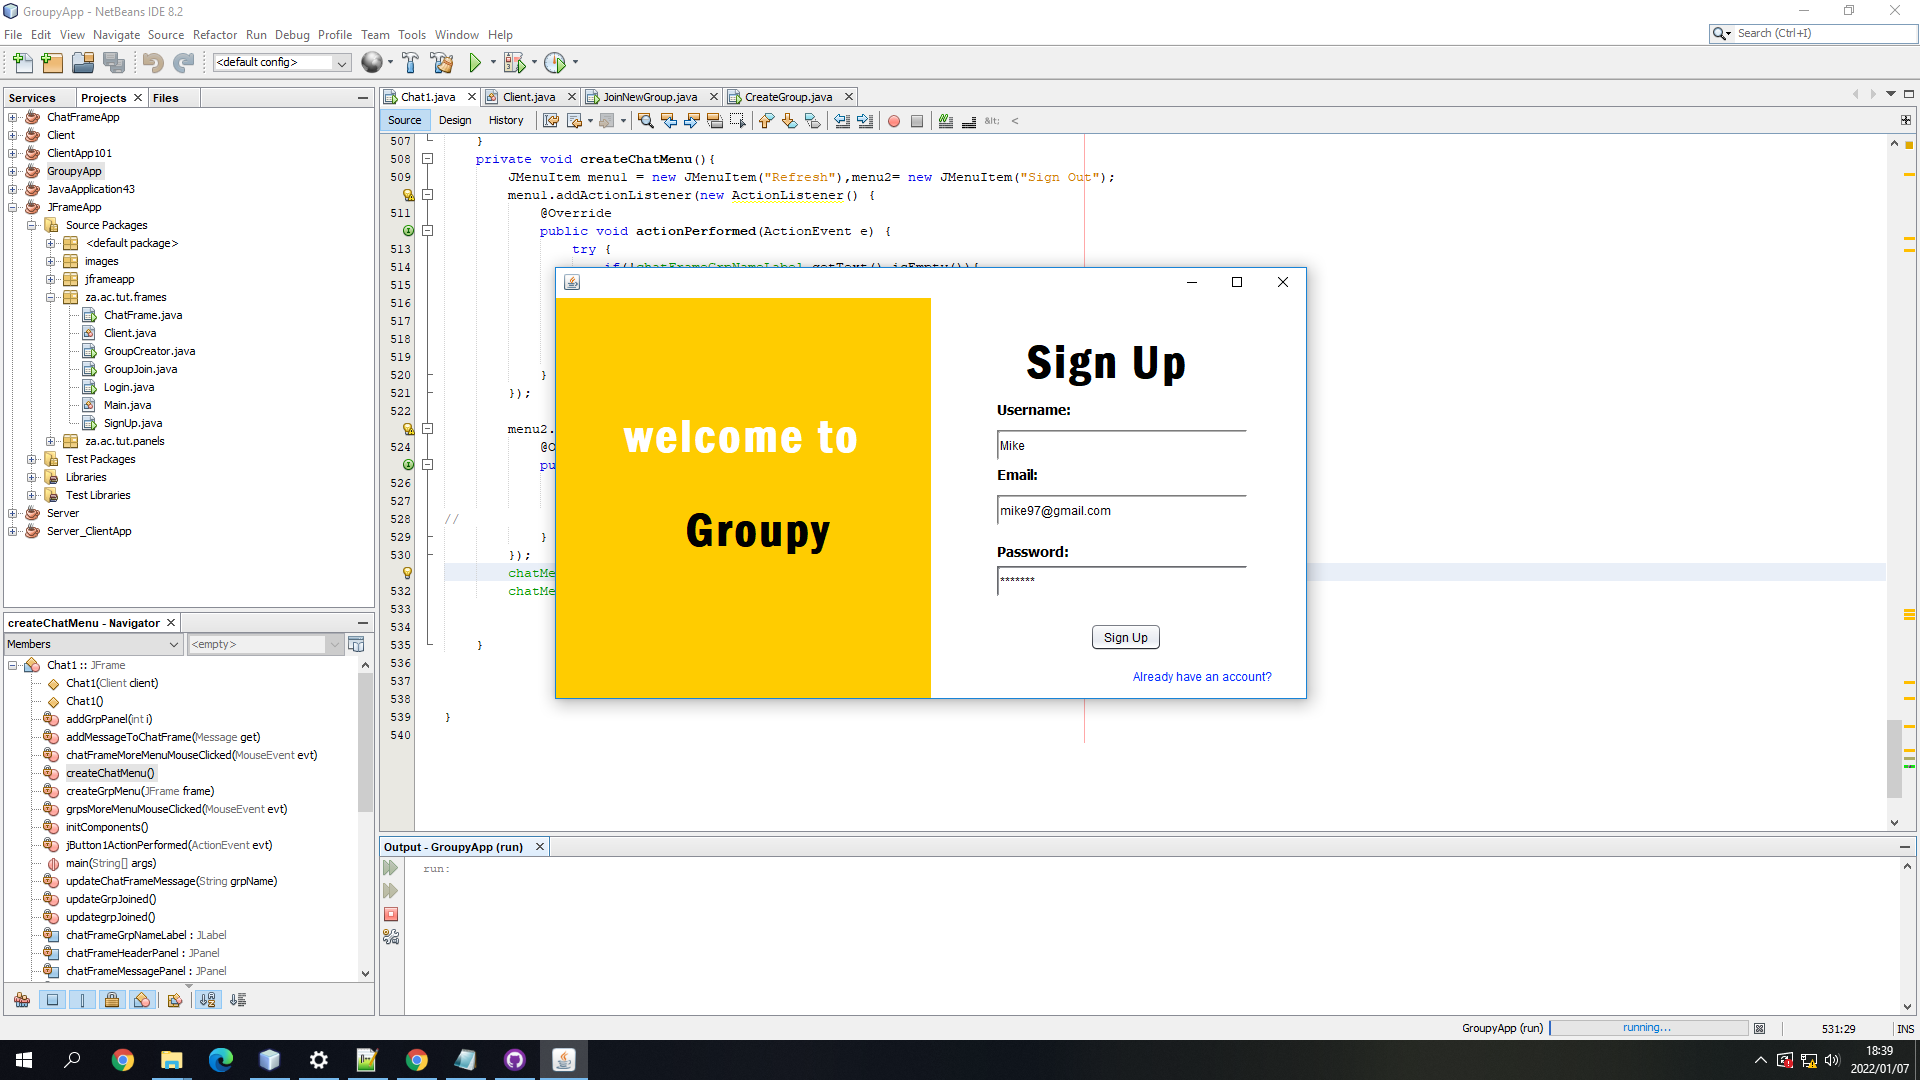 GroupyApp - NetBeans IDE 8.2
File Edit View Navigate Source Refactor Run Debug Profile Team Tools Window Help
Search (Ctrl+I)
<default config>
Services Projects Files
Chat1.java Client.java JoinNewGroup.java CreateGroup.java
Source Design History
ChatFrameApp
Client
ClientApp101
GroupyApp
JavaApplication43
JFrameApp
Source Packages
<default package>
images
jframeapp
za.ac.tut.frames
ChatFrame.java
Client.java
GroupCreator.java
GroupJoin.java
Login.java
Main.java
SignUp.java
za.ac.tut.panels
Test Packages
Libraries
Test Libraries
Server
Server_ClientApp
507 }
508 private void createChatMenu(){
509 JMenuItem menu1 = new JMenuItem("Refresh"),menu2= new JMenuItem("Sign Out");
menu1.addActionListener(new ActionListener() {
511 @Override
public void actionPerformed(ActionEvent e) {
513 try {
514 if(!chatFrameGrpNameLabel.getText().isEmpty()){
515
516
517
518
519
520 }
521 });
522
menu2.
524 @O
pu
526
527
528 //
529 }
530 });
chatMe
532 chatMe
533
534
535 }
536
537
538
539 }
540
welcome to
Groupy
Sign Up
Username:
Mike
Email:
mike97@gmail.com
Password:
*******
Sign Up
Already have an account?
createChatMenu - Navigator
Members <empty>
Chat1 :: JFrame
Chat1(Client client)
Chat1()
addGrpPanel(int i)
addMessageToChatFrame(Message get)
chatFrameMoreMenuMouseClicked(MouseEvent evt)
createChatMenu()
createGrpMenu(JFrame frame)
grpsMoreMenuMouseClicked(MouseEvent evt)
initComponents()
jButton1ActionPerformed(ActionEvent evt)
main(String[] args)
updateChatFrameMessage(String grpName)
updateGrpJoined()
updategrpJoined()
chatFrameGrpNameLabel : JLabel
chatFrameHeaderPanel : JPanel
chatFrameMessagePanel : JPanel
Output - GroupyApp (run)
run:
GroupyApp (run) running... 531:29 INS
18:39
2022/01/07